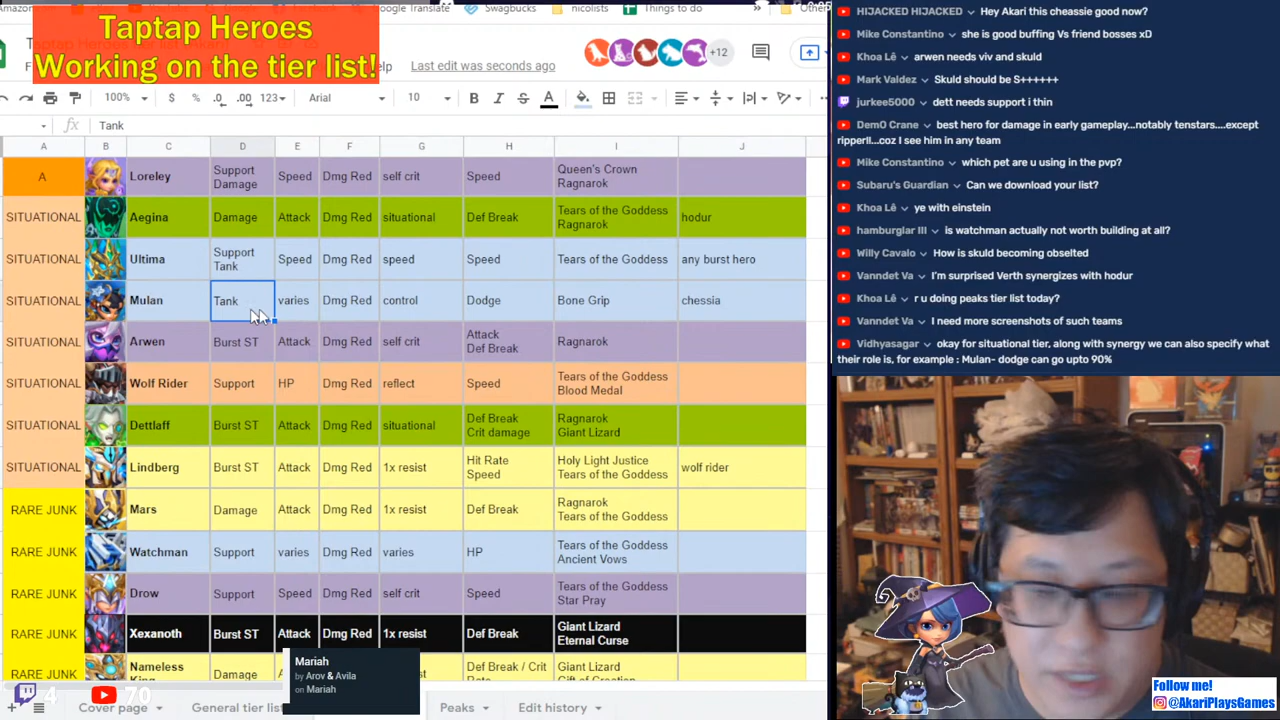 Amazon
Google Translate
Swagbucks
nicolists
Things to do
Other
Taptap Heroes
Working on the tier list!
Last edit was seconds ago
+12
100%
$
%
.0
.00
123
Arial
10
B
I
S
A
fx
Tank
A
B
C
D
E
F
G
H
I
J
A
Loreley
Support
Damage
Speed
Dmg Red
self crit
Speed
Queen's Crown
Ragnarok
SITUATIONAL
Aegina
Damage
Attack
Dmg Red
situational
Def Break
Tears of the Goddess
Ragnarok
hodur
SITUATIONAL
Ultima
Support
Tank
Speed
Dmg Red
speed
Speed
Tears of the Goddess
any burst hero
SITUATIONAL
Mulan
Tank
varies
Dmg Red
control
Dodge
Bone Grip
chessia
SITUATIONAL
Arwen
Burst ST
Attack
Dmg Red
self crit
Attack
Def Break
Ragnarok
SITUATIONAL
Wolf Rider
Support
HP
Dmg Red
reflect
Speed
Tears of the Goddess
Blood Medal
SITUATIONAL
Dettlaff
Burst ST
Attack
Dmg Red
situational
Def Break
Crit damage
Ragnarok
Giant Lizard
SITUATIONAL
Lindberg
Burst ST
Attack
Dmg Red
1x resist
Hit Rate
Speed
Holy Light Justice
Tears of the Goddess
wolf rider
RARE JUNK
Mars
Damage
Attack
Dmg Red
1x resist
Def Break
Ragnarok
Tears of the Goddess
RARE JUNK
Watchman
Support
varies
Dmg Red
varies
HP
Tears of the Goddess
Ancient Vows
RARE JUNK
Drow
Support
Speed
Dmg Red
self crit
Speed
Tears of the Goddess
Star Pray
RARE JUNK
Xexanoth
Burst ST
Attack
Dmg Red
1x resist
Def Break
Giant Lizard
Eternal Curse
RARE JUNK
Nameless
King
Damage
Def Break / Crit
Giant Lizard
Mariah
by Arov & Avila
on Mariah
4
70
Cover page
General tier list
Peaks
Edit history
HIJACKED HIJACKED Hey Akari this cheassie good now?
Mike Constantino she is good buffing Vs friend bosses xD
Khoa Lê arwen needs viv and skuld
Mark Valdez Skuld should be S++++++
jurkee5000 dett needs support i thin
DemO Crane best hero for damage in early gameplay...notably tenstars....except
ripper!!...coz I see him in any team
Mike Constantino which pet are u using in the pvp?
Subaru's Guardian Can we download your list?
Khoa Lê ye with einstein
hamburglar III is watchman actually not worth building at all?
Willy Cavalo How is skuld becoming obselted
Vanndet Va I'm surprised Verth synergizes with hodur
Khoa Lê r u doing peaks tier list today?
Vanndet Va I need more screenshots of such teams
Vidhyasagar okay for situational tier, along with synergy we can also specify what
their role is, for example : Mulan- dodge can go upto 90%
Follow me!
@AkariPlaysGames